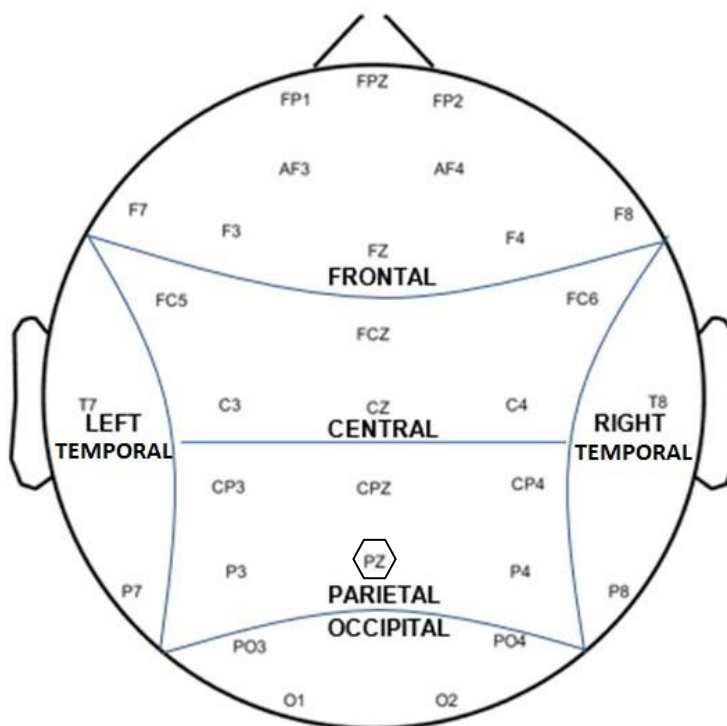 FPZ
FP1 FP2
AF3 AF4
F7 F8
F3 F4
FZ
FRONTAL
FC5 FC6
FCZ
T7 C3 CZ C4 T8
LEFT CENTRAL RIGHT
TEMPORAL TEMPORAL
CP3 CPZ CP4
PZ
P3 P4
P7 P8
PARIETAL
OCCIPITAL
PO3 PO4
O1 O2